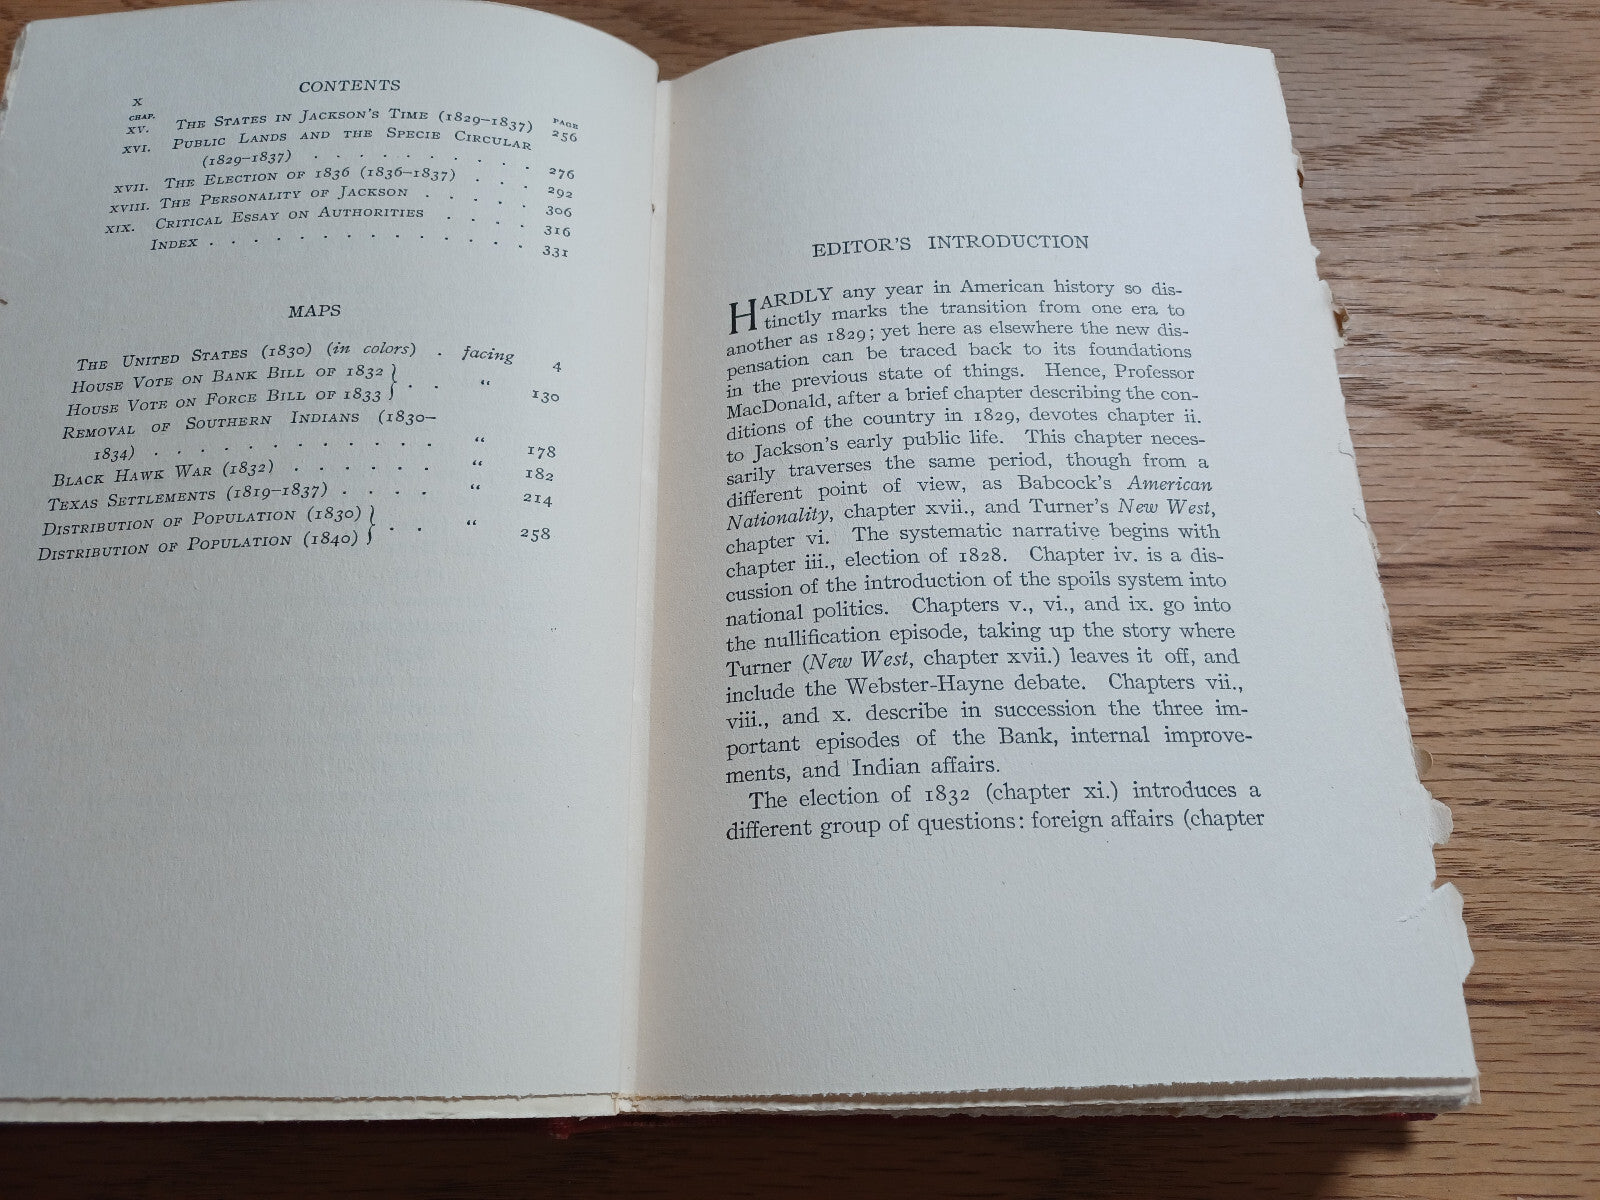 X
CONTENTS
CHAP. PAGE
XV. THE STATES IN JACKSON'S TIME (1829–1837) 256
XVI. PUBLIC LANDS AND THE SPECIE CIRCULAR
(1829–1837) . . . . . . . . . . 276
XVII. THE ELECTION OF 1836 (1836–1837) . . . 292
XVIII. THE PERSONALITY OF JACKSON . . . . . 306
XIX. CRITICAL ESSAY ON AUTHORITIES . . . . 316
INDEX . . . . . . . . . . . . . . . 331
MAPS
THE UNITED STATES (1830) (in colors) . facing 4
HOUSE VOTE ON BANK BILL OF 1832 }
HOUSE VOTE ON FORCE BILL OF 1833 } . . “ 130
REMOVAL OF SOUTHERN INDIANS (1830–
1834) . . . . . . . . . . . . . “ 178
BLACK HAWK WAR (1832) . . . . . . “ 182
TEXAS SETTLEMENTS (1819–1837) . . . . “ 214
DISTRIBUTION OF POPULATION (1830) }
DISTRIBUTION OF POPULATION (1840) } . . “ 258
EDITOR'S INTRODUCTION
HARDLY any year in American history so dis-
tinctly marks the transition from one era to
another as 1829; yet here as elsewhere the new dis-
pensation can be traced back to its foundations
in the previous state of things. Hence, Professor
MacDonald, after a brief chapter describing the con-
ditions of the country in 1829, devotes chapter ii.
to Jackson's early public life. This chapter neces-
sarily traverses the same period, though from a
different point of view, as Babcock's American
Nationality, chapter xvii., and Turner's New West,
chapter vi. The systematic narrative begins with
chapter iii., election of 1828. Chapter iv. is a dis-
cussion of the introduction of the spoils system into
national politics. Chapters v., vi., and ix. go into
the nullification episode, taking up the story where
Turner (New West, chapter xvii.) leaves it off, and
include the Webster-Hayne debate. Chapters vii.,
viii., and x. describe in succession the three im-
portant episodes of the Bank, internal improve-
ments, and Indian affairs.
The election of 1832 (chapter xi.) introduces a
different group of questions: foreign affairs (chapter